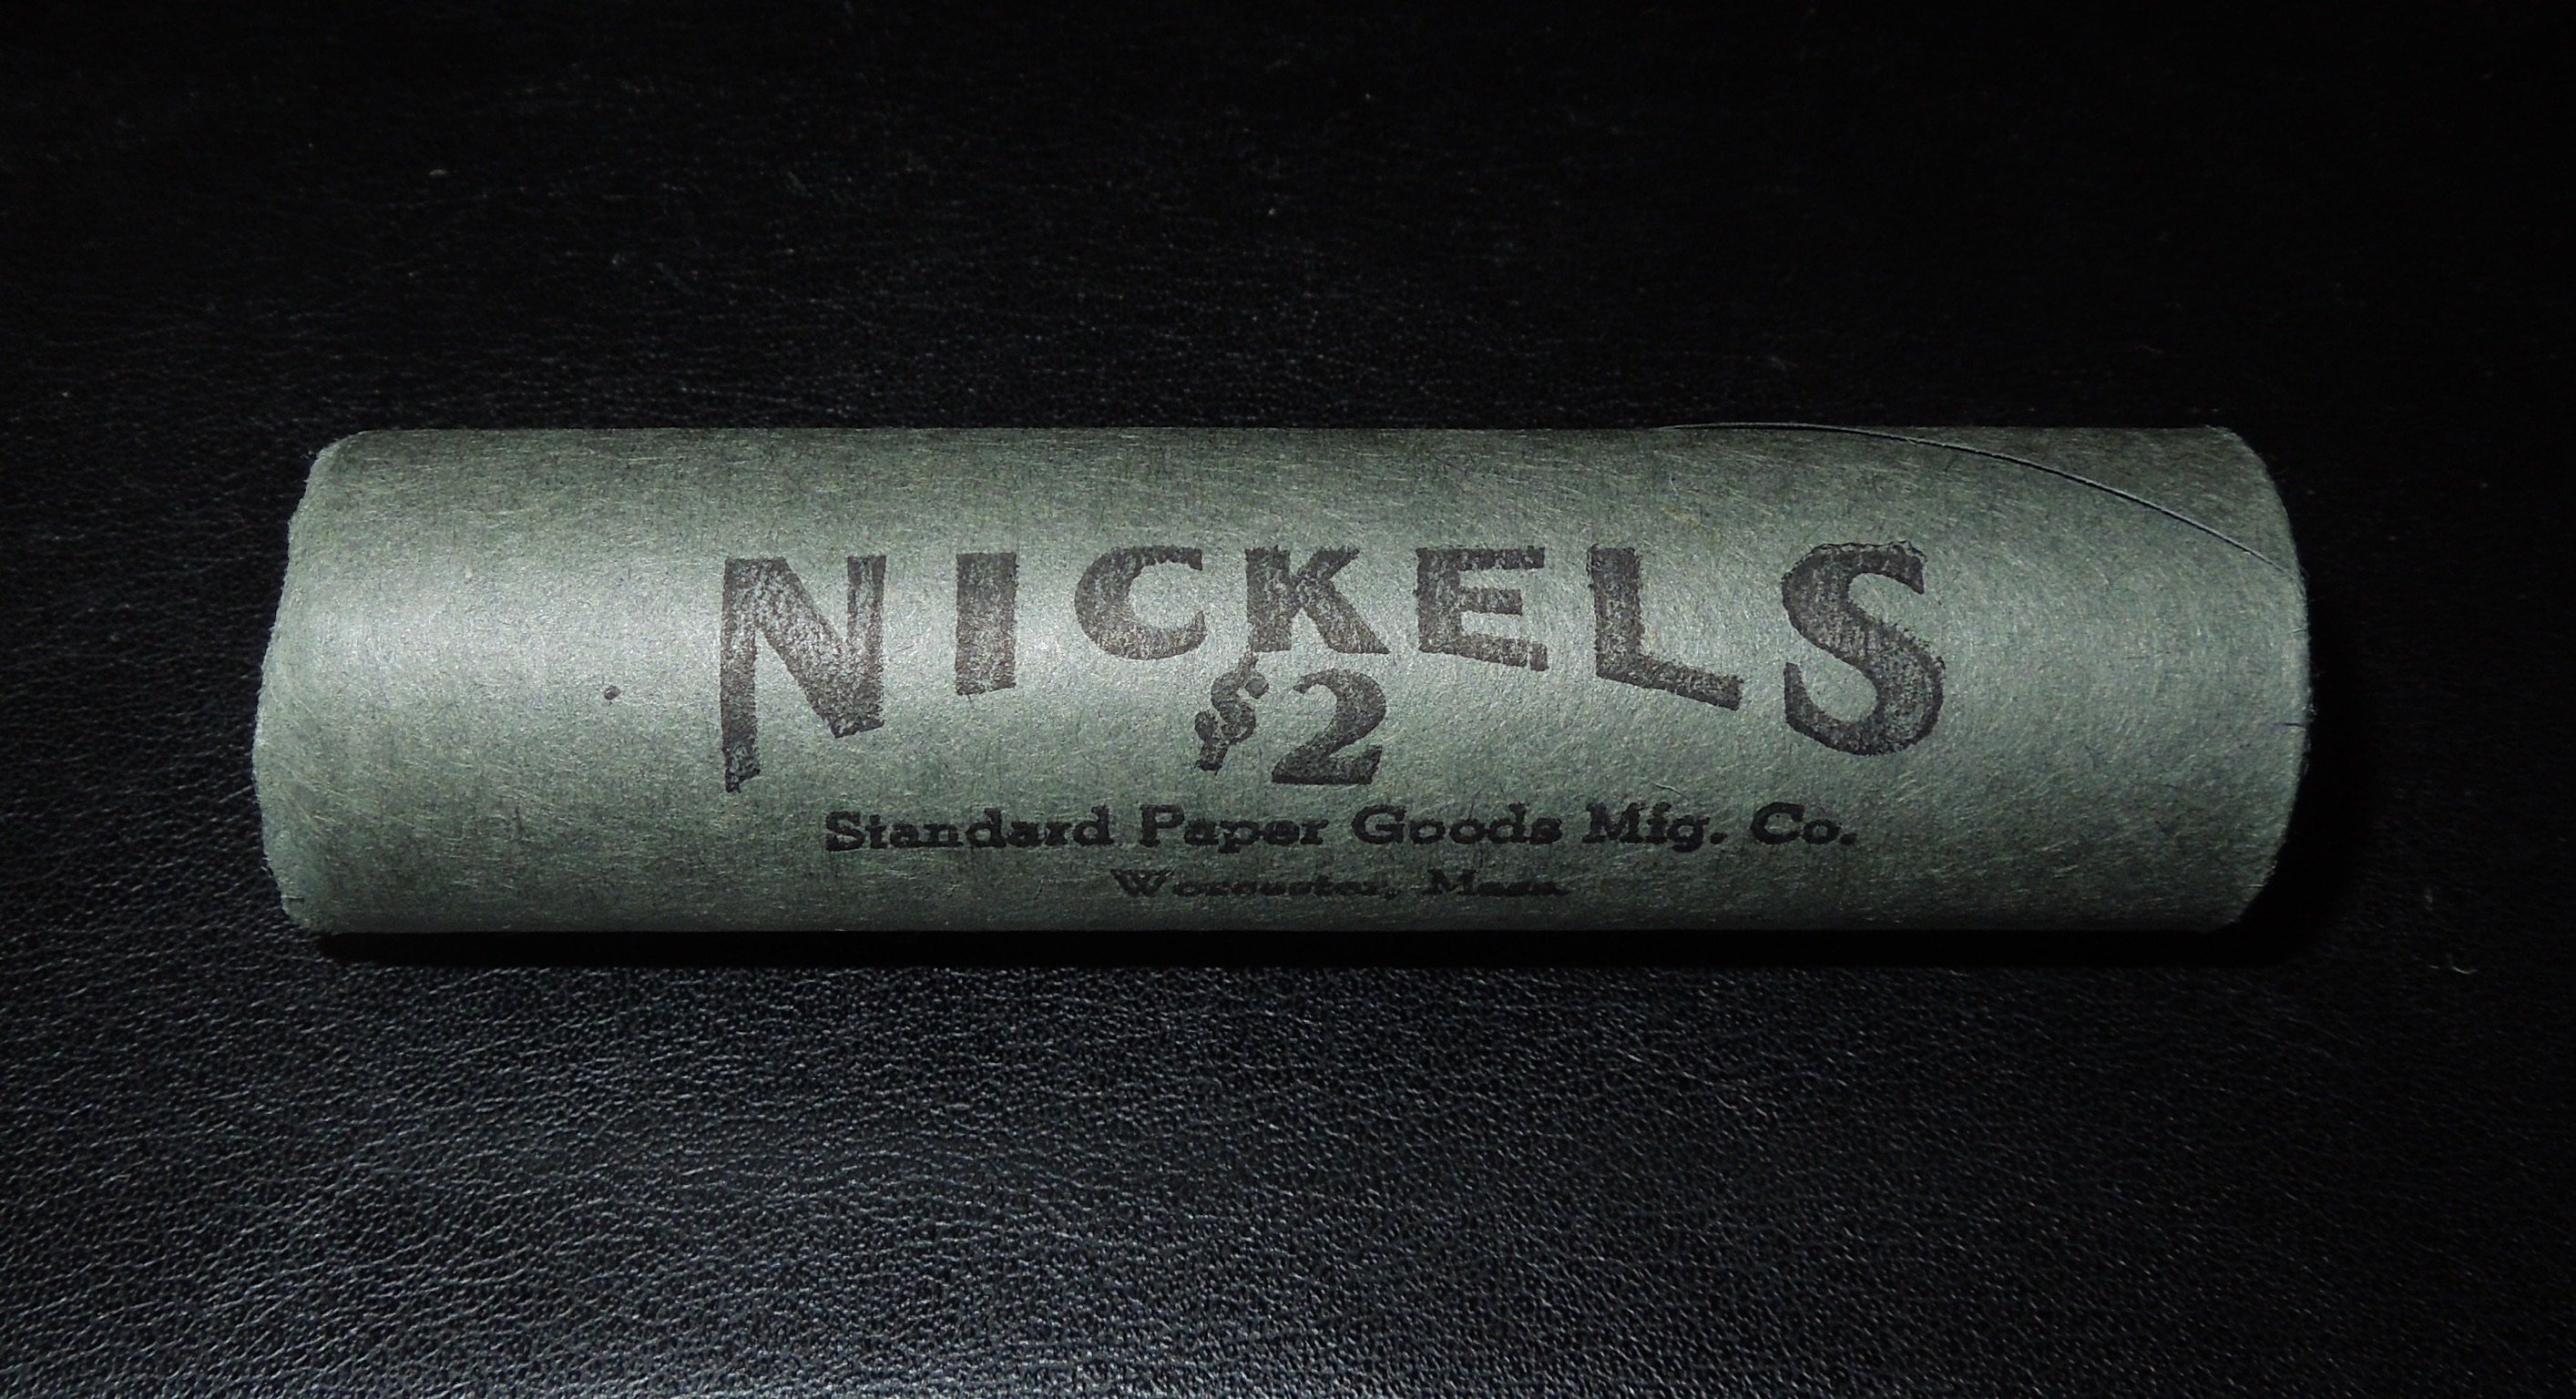 NICKELS
$2
Standard Paper Goods Mfg. Co.
Worcester, Mass.